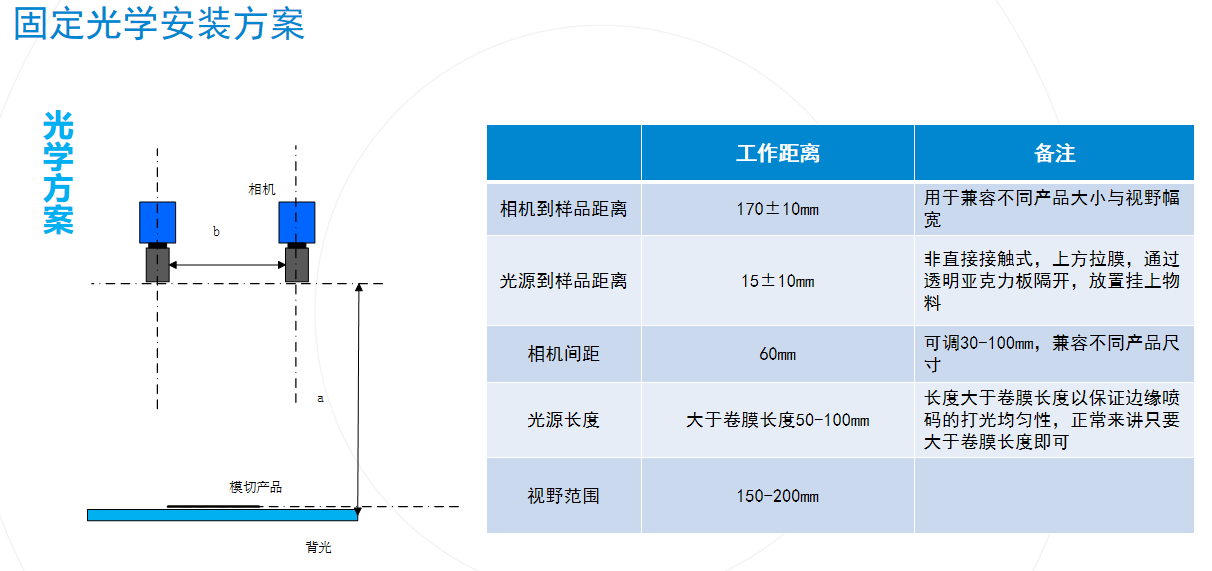 固定光学安装方案
光学方案
相机
b
a
模切产品
背光
工作距离
备注
相机到样品距离
170±10mm
用于兼容不同产品大小与视野幅
宽
光源到样品距离
15±10mm
非直接接触式，上方拉膜，通过
透明亚克力板隔开，放置挂上物
料
相机间距
60mm
可调30-100mm，兼容不同产品尺
寸
光源长度
大于卷膜长度50-100mm
长度大于卷膜长度以保证边缘喷
码的打光均匀性，正常来讲只要
大于卷膜长度即可
视野范围
150-200mm